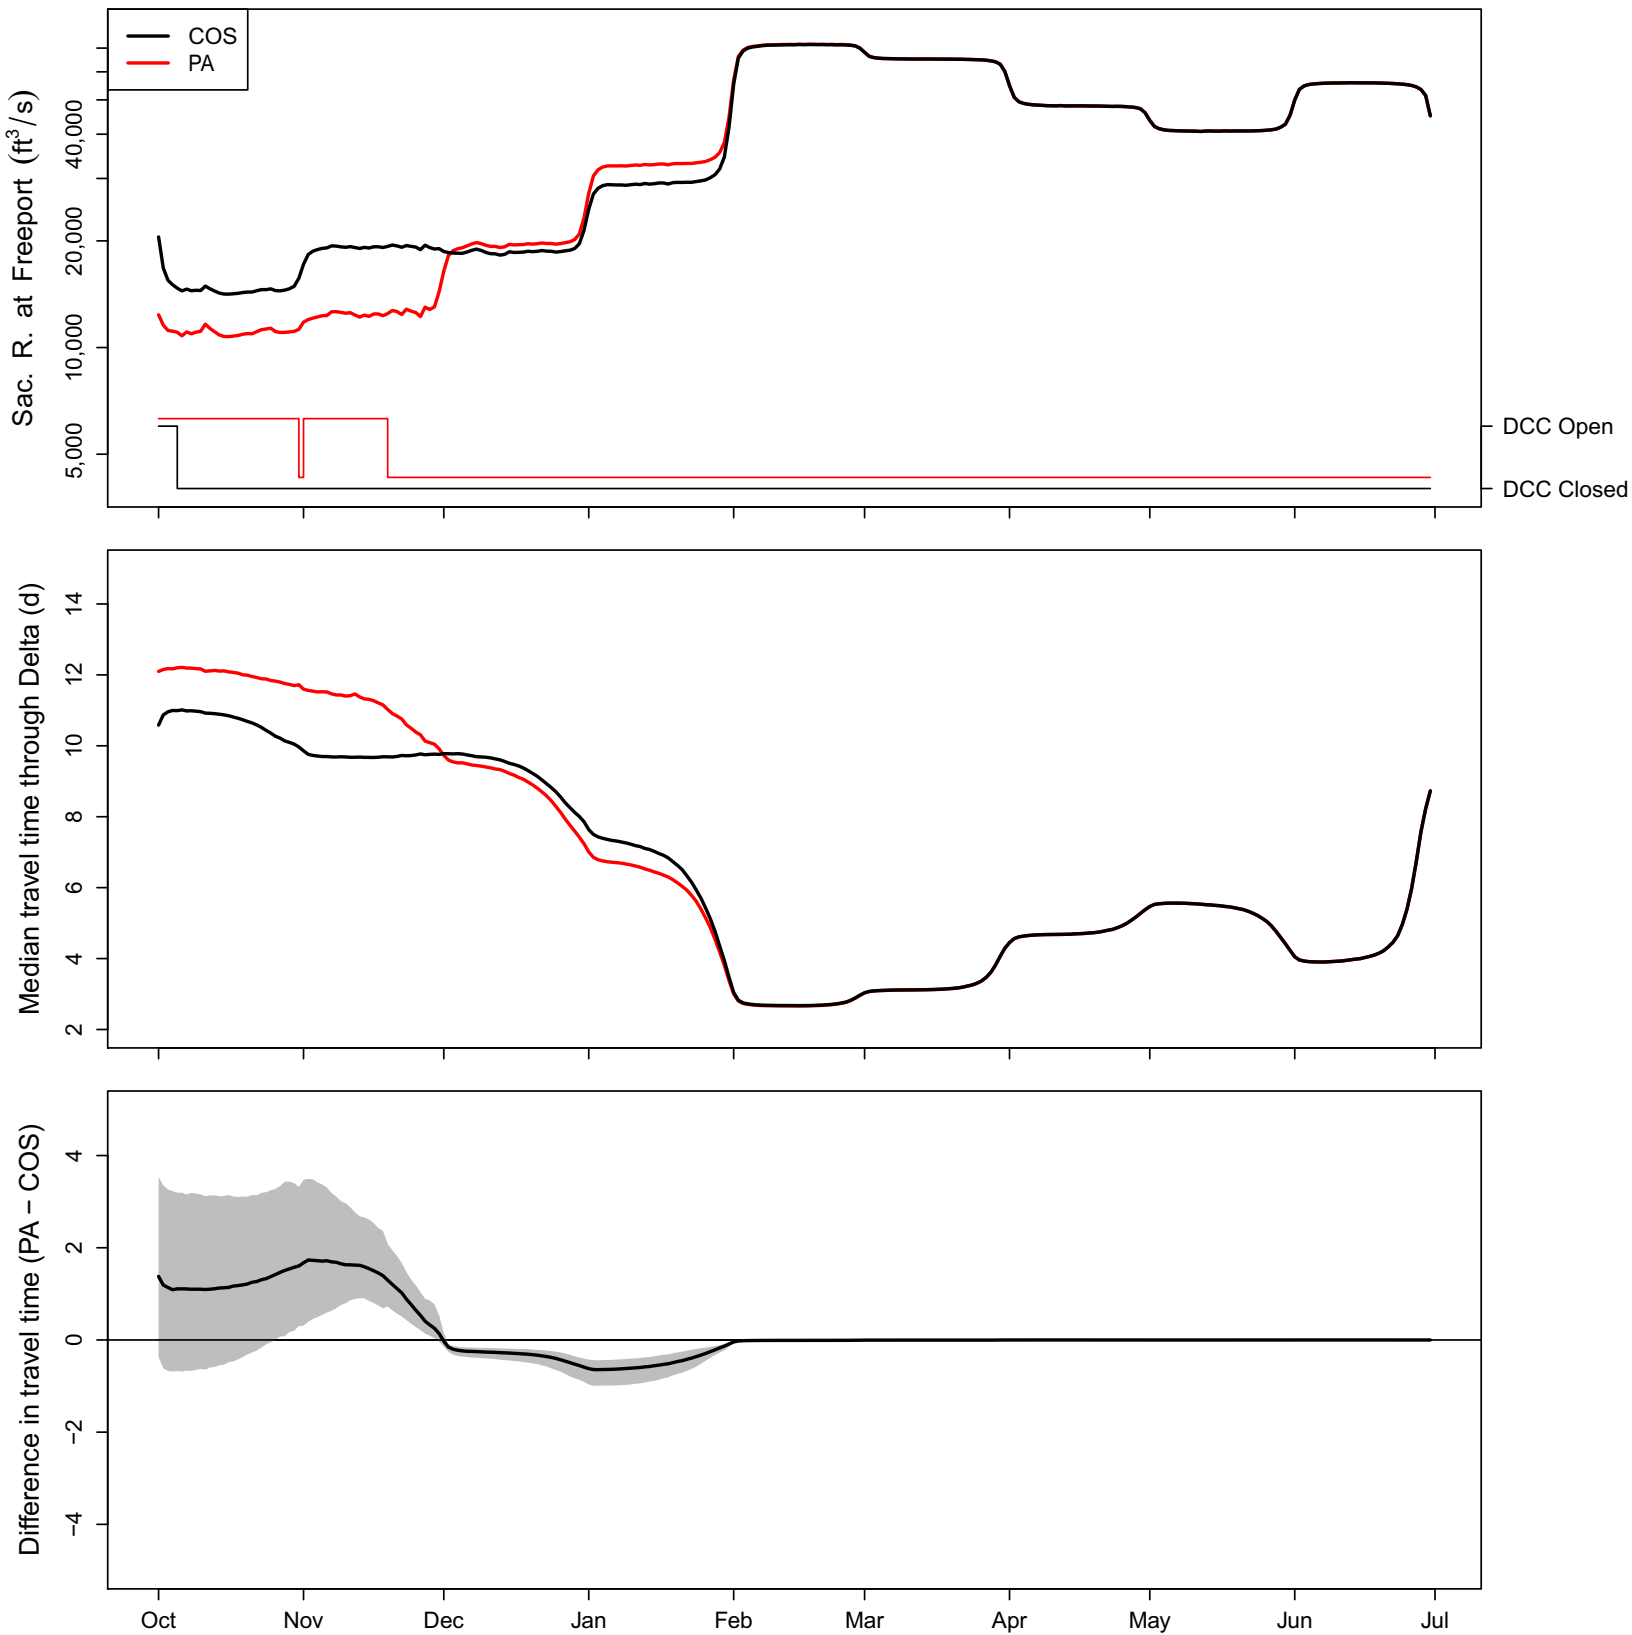 COS
PA
Sac. R. at Freeport (ft³/s)
40,000
20,000
10,000
5,000
DCC Open
DCC Closed
Median travel time through Delta (d)
14
12
10
8
6
4
2
Difference in travel time (PA − COS)
4
2
0
−2
−4
Oct Nov Dec Jan Feb Mar Apr May Jun Jul